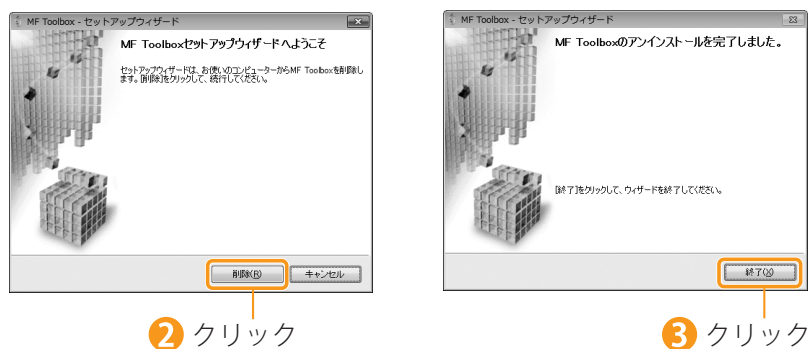 MF Toolbox - セットアップウィザード
MF Toolboxセットアップウィザードへようこそ
セットアップウィザードは、お使いのコンピューターからMF Toolboxを削除し
ます。[削除]をクリックして、続行してください。
削除(R)
キャンセル
2 クリック
MF Toolbox - セットアップウィザード
MF Toolboxのアンインストールを完了しました。
[終了]をクリックして、ウィザードを終了してください。
終了(X)
3 クリック